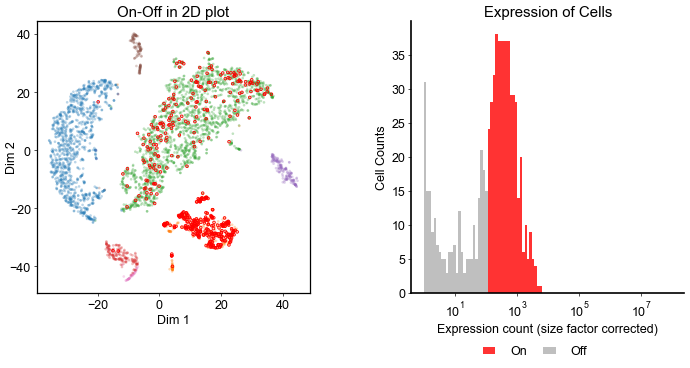 On-Off in 2D plot
Dim 2
40
20
0
−20
−40
−20
0
20
40
Dim 1
Expression of Cells
Cell Counts
35
30
25
20
15
10
5
0
10^1
10^3
10^5
10^7
Expression count (size factor corrected)
On
Off